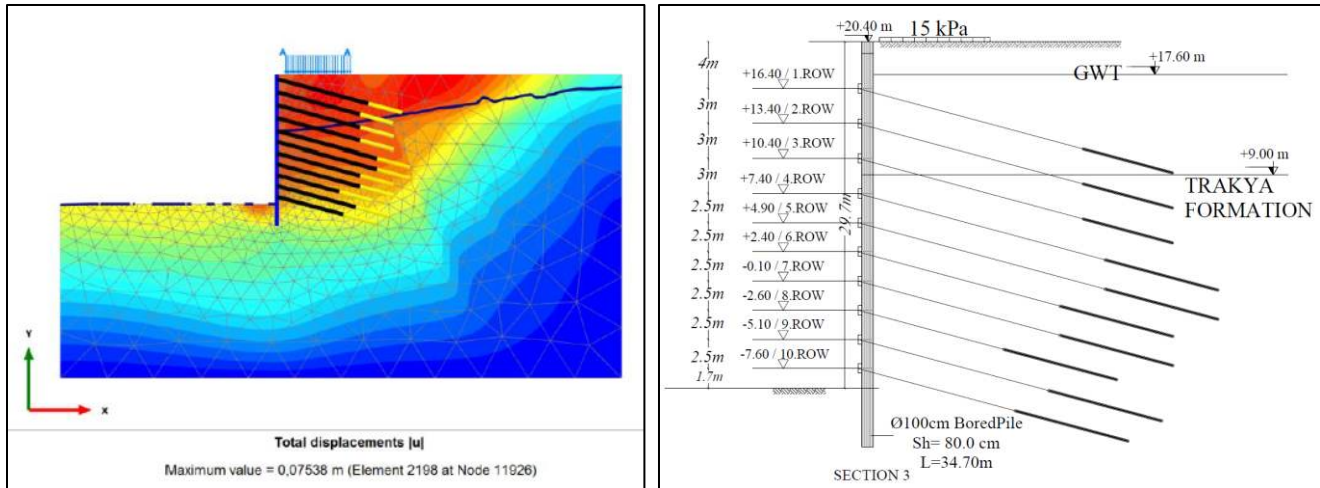 A
A
Y
x
Total displacements |u|
Maximum value = 0,07538 m (Element 2198 at Node 11926)
+20.40 m
15 kPa
+17.60 m
GWT
4m
+16.40 / 1.ROW
3m
+13.40 / 2.ROW
3m
+10.40 / 3.ROW
3m
+9.00 m
+7.40 / 4.ROW
TRAKYA
FORMATION
2.5m
+4.90 / 5.ROW
29.7m
2.5m
+2.40 / 6.ROW
2.5m
-0.10 / 7.ROW
2.5m
-2.60 / 8.ROW
2.5m
-5.10 / 9.ROW
2.5m
-7.60 / 10.ROW
1.7m
Ø100cm BoredPile
Sh= 80.0 cm
L=34.70m
SECTION 3